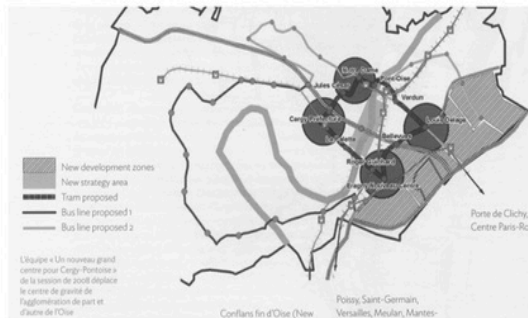 Jules César
Cergy Préfecture
Verdun
Bellevues
Louis Delage
New development zones
New strategy area
Tram proposed
Bus line proposed 1
Bus line proposed 2
Porte de Clichy,
Centre Paris-Ro
L'équipe « Un nouveau grand
centre pour Cergy-Pontoise »
de la session de 2008 déplace
le centre de gravité de
l'agglomération de part et
d'autre de l'Oise
Conflans fin d'Oise (New
Poissy, Saint-Germain,
Versailles, Meulan, Mantes-